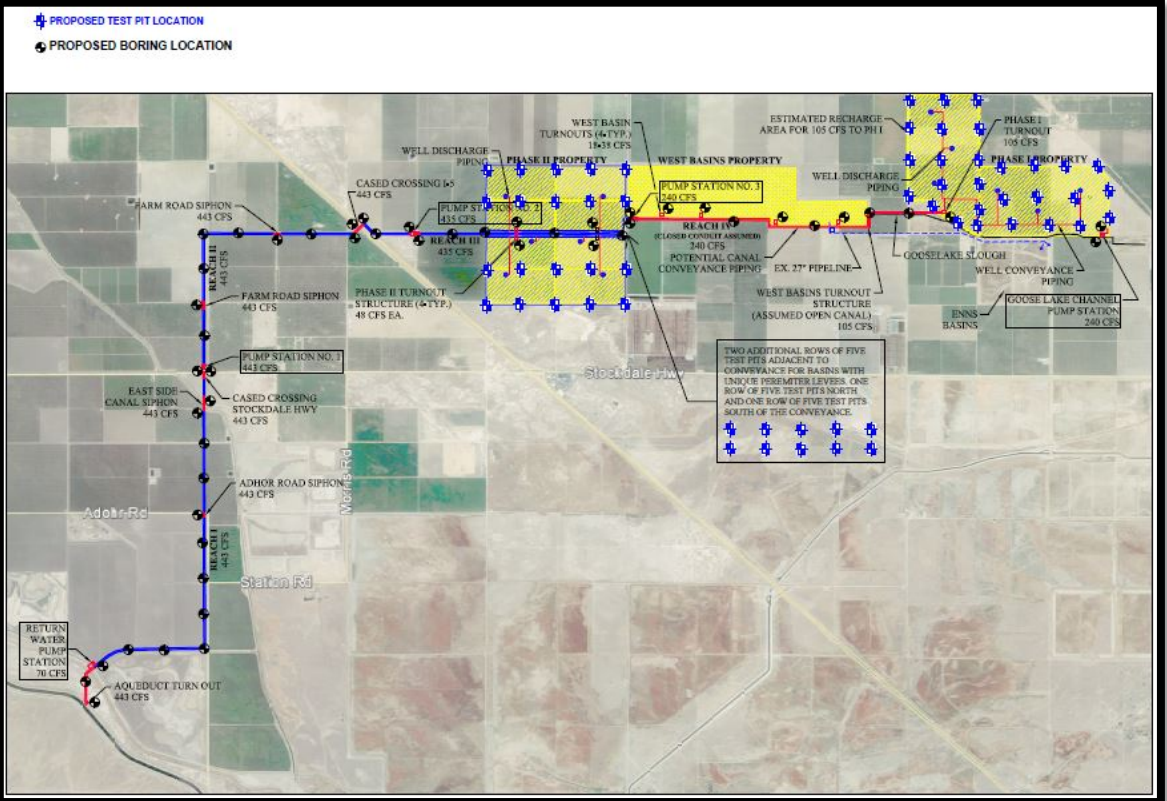 PROPOSED TEST PIT LOCATION
PROPOSED BORING LOCATION
WEST BASIN
TURNOUTS (4-TYP.)
18-38 CFS
ESTIMATED RECHARGE
AREA FOR 105 CFS TO PH I
PHASE I
TURNOUT
105 CFS
WELL DISCHARGE
PIPING
PHASE II PROPERTY
WEST BASINS PROPERTY
WELL DISCHARGE
PIPING
PHASE I PROPERTY
CASED CROSSING I-5
443 CFS
PUMP STATION NO. 3
240 CFS
FARM ROAD SIPHON
443 CFS
PUMP STATION NO. 2
435 CFS
REACH III
435 CFS
REACH IV
(CLOSED CONDUIT ASSUMED)
240 CFS
POTENTIAL CANAL
CONVEYANCE PIPING
EX. 27" PIPELINE
GOOSELAKE SLOUGH
WELL CONVEYANCE
PIPING
REACH II
443 CFS
FARM ROAD SIPHON
443 CFS
PHASE II TURNOUT
STRUCTURE (4-TYP.)
48 CFS EA.
WEST BASINS TURNOUT
STRUCTURE
(ASSUMED OPEN CANAL)
105 CFS
ENNS
BASINS
GOOSE LAKE CHANNEL
PUMP STATION
240 CFS
PUMP STATION NO. 1
443 CFS
Stockdale Hwy
TWO ADDITIONAL ROWS OF FIVE
TEST PITS ADJACENT TO
CONVEYANCE FOR BASINS WITH
UNIQUE PEREMITER LEVEES. ONE
ROW OF FIVE TEST PITS NORTH
AND ONE ROW OF FIVE TEST PITS
SOUTH OF THE CONVEYANCE.
EAST SIDE
CANAL SIPHON
443 CFS
CASED CROSSING
STOCKDALE HWY
443 CFS
Morris Rd
ADHOR ROAD SIPHON
443 CFS
Adohr Rd
REACH I
443 CFS
Station Rd
RETURN
WATER
PUMP
STATION
70 CFS
AQUEDUCT TURN OUT
443 CFS